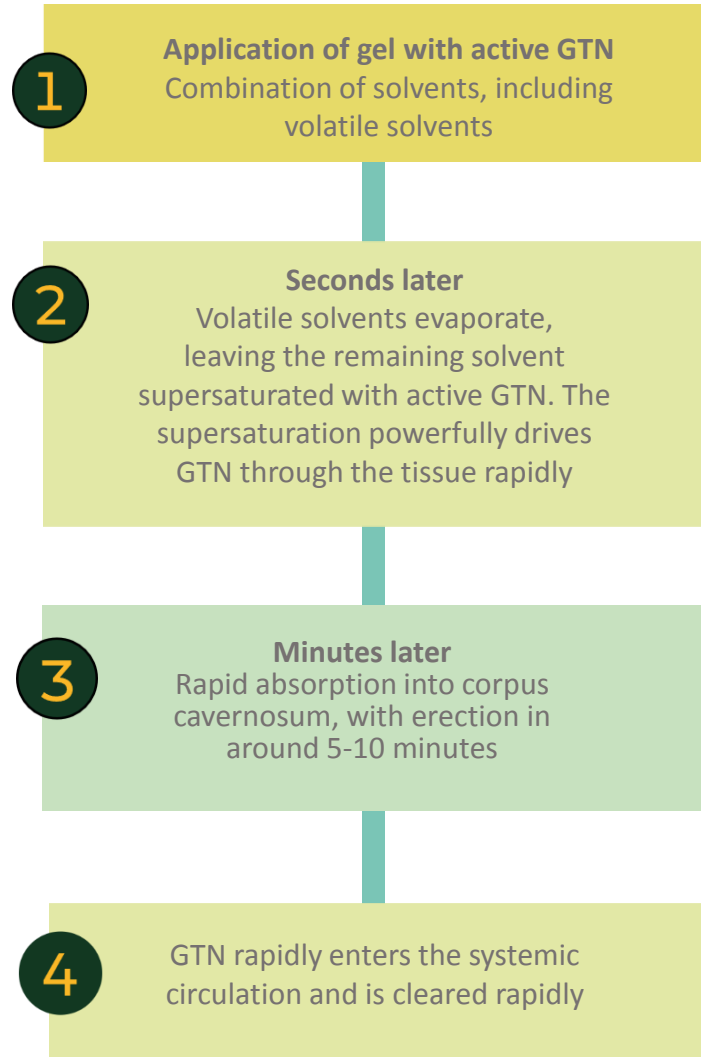 1
Application of gel with active GTN
Combination of solvents, including
volatile solvents
2
Seconds later
Volatile solvents evaporate,
leaving the remaining solvent
supersaturated with active GTN. The
supersaturation powerfully drives
GTN through the tissue rapidly
3
Minutes later
Rapid absorption into corpus
cavernosum, with erection in
around 5-10 minutes
4
GTN rapidly enters the systemic
circulation and is cleared rapidly